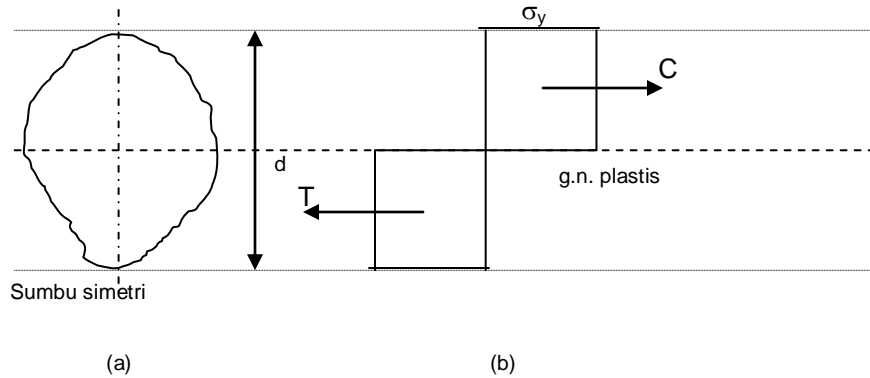 σy
C
d
g.n. plastis
T
Sumbu simetri
(a)
(b)